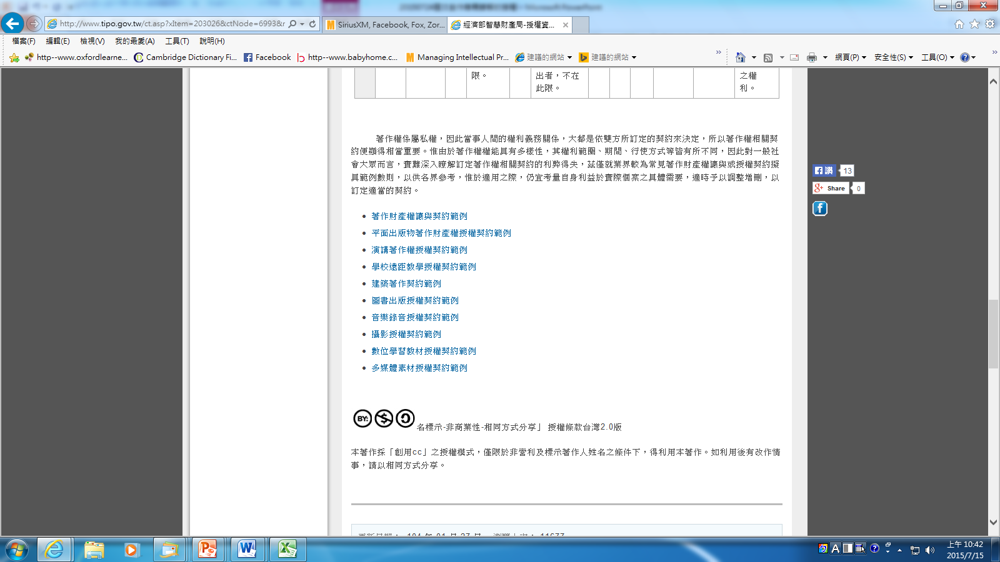 http://www.tipo.gov.tw/ct.asp?xItem=203026&ctNode=6993&r
SiriusXM, Facebook, Fox, Zor...
經濟部智慧財產局-授權資...
檔案(F) 編輯(E) 檢視(V) 我的最愛(A) 工具(T) 說明(H)
http--www.oxfordlearne... Cambridge Dictionary Fi... Facebook http--www.babyhome.c... Managing Intellectual Pr... 建議的網站 建議的網站 網頁(P) 安全性(S) 工具(O)
限。 出者，不在 之權
此限。 利。
著作權係屬私權，因此當事人間的權利義務關係，大都是依雙方所訂定的契約來決定，所以著作權相關契
約便顯得相當重要。惟由於著作權權能具有多樣性，其權利範圍、期間、行使方式等皆有所不同，因此對一般社
會大眾而言，實難深入瞭解訂定著作權相關契約的利弊得失，茲僅就業界較為常見著作財產權讓與或授權契約擬
具範例數則，以供各界參考，惟於適用之際，仍宜考量自身利益於實際個案之具體需要，適時予以調整增刪，以
訂定適當的契約。
讚 13
Share 0
著作財產權讓與契約範例
平面出版物著作財產權授權契約範例
演講著作權授權契約範例
學校遠距教學授權契約範例
建築著作契約範例
圖書出版授權契約範例
音樂錄音授權契約範例
攝影授權契約範例
數位學習教材授權契約範例
多媒體素材授權契約範例
BY: 名標示-非商業性-相同方式分享」 授權條款台灣2.0版
本著作採「創用cc」之授權模式，僅限於非營利及標示著作人姓名之條件下，得利用本著作。如利用後有改作情
事，請以相同方式分享。
上午 10:42
2015/7/15